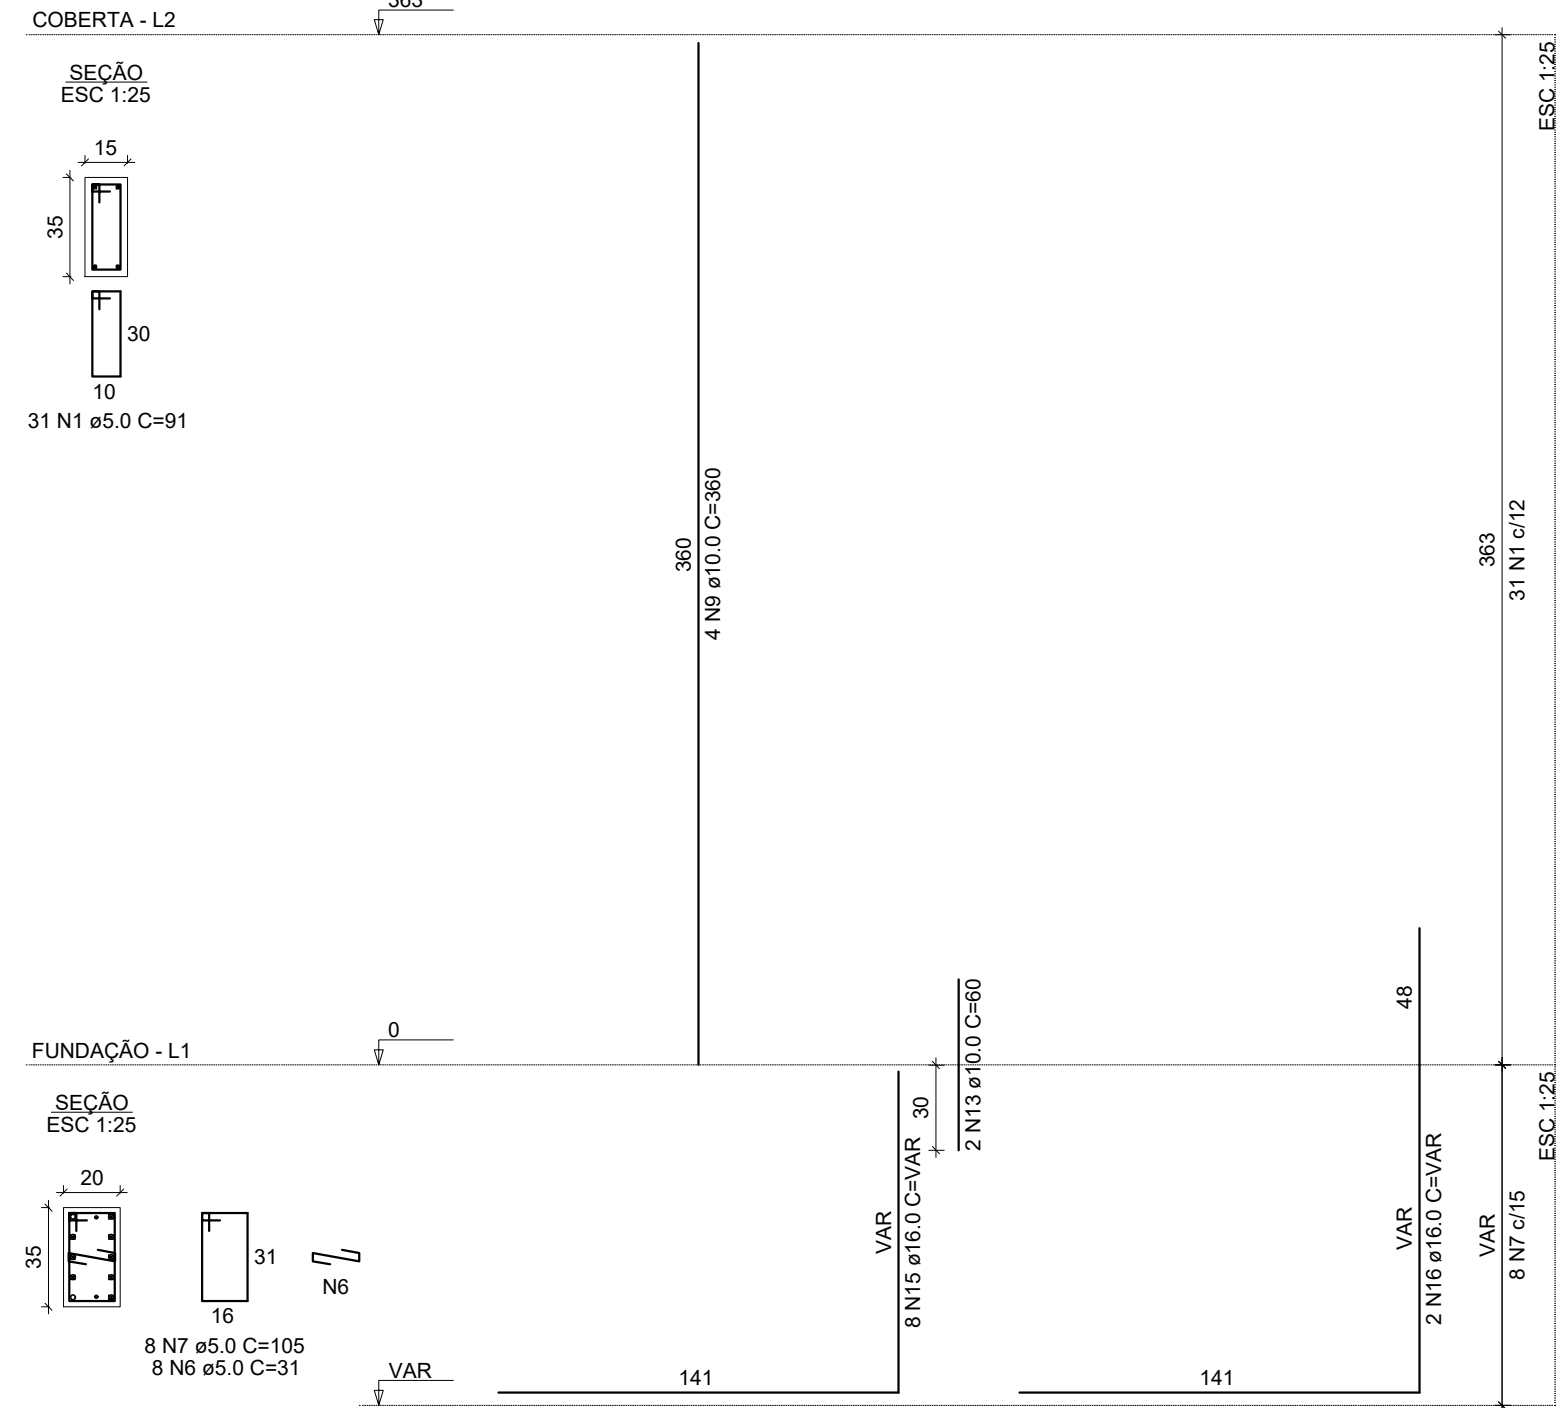 363
COBERTA - L2
SEÇÃO
ESC 1:25
15
35
30
10
31 N1 ø5.0 C=91
360
4 N9 ø10.0 C=360
363
31 N1 c/12
ESC 1:25
48
0
FUNDAÇÃO - L1
SEÇÃO
ESC 1:25
20
35
31
16
N6
8 N7 ø5.0 C=105
8 N6 ø5.0 C=31
VAR
141
VAR
8 N15 ø16.0 C=VAR
30
2 N13 ø10.0 C=60
141
VAR
2 N16 ø16.0 C=VAR
VAR
8 N7 c/15
ESC 1:25